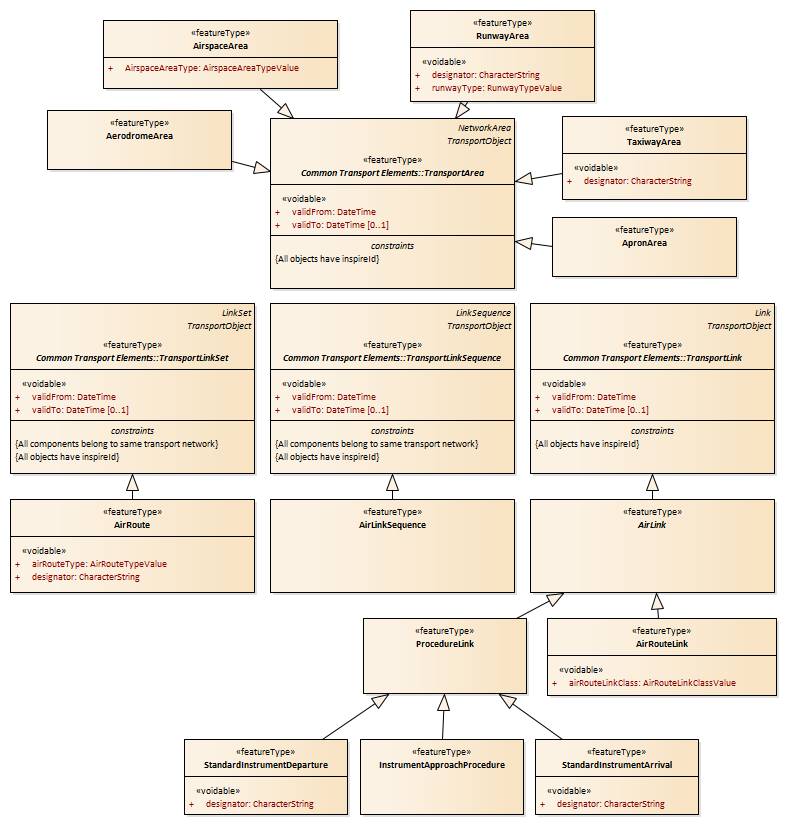 «featureType»
AirspaceArea
+ AirspaceAreaType: AirspaceAreaTypeValue
«featureType»
RunwayArea
«voidable»
+ designator: CharacterString
+ runwayType: RunwayTypeValue
«featureType»
AerodromeArea
NetworkArea
TransportObject
«featureType»
Common Transport Elements::TransportArea
«voidable»
+ validFrom: DateTime
+ validTo: DateTime [0..1]
constraints
{All objects have inspireId}
«featureType»
TaxiwayArea
«voidable»
+ designator: CharacterString
«featureType»
ApronArea
LinkSet
TransportObject
«featureType»
Common Transport Elements::TransportLinkSet
«voidable»
+ validFrom: DateTime
+ validTo: DateTime [0..1]
constraints
{All components belong to same transport network}
{All objects have inspireId}
LinkSequence
TransportObject
«featureType»
Common Transport Elements::TransportLinkSequence
«voidable»
+ validFrom: DateTime
+ validTo: DateTime [0..1]
constraints
{All components belong to same transport network}
{All objects have inspireId}
Link
TransportObject
«featureType»
Common Transport Elements::TransportLink
«voidable»
+ validFrom: DateTime
+ validTo: DateTime [0..1]
constraints
{All objects have inspireId}
«featureType»
AirRoute
«voidable»
+ airRouteType: AirRouteTypeValue
+ designator: CharacterString
«featureType»
AirLinkSequence
«featureType»
AirLink
«featureType»
ProcedureLink
«featureType»
AirRouteLink
«voidable»
+ airRouteLinkClass: AirRouteLinkClassValue
«featureType»
StandardInstrumentDeparture
«voidable»
+ designator: CharacterString
«featureType»
InstrumentApproachProcedure
«featureType»
StandardInstrumentArrival
«voidable»
+ designator: CharacterString